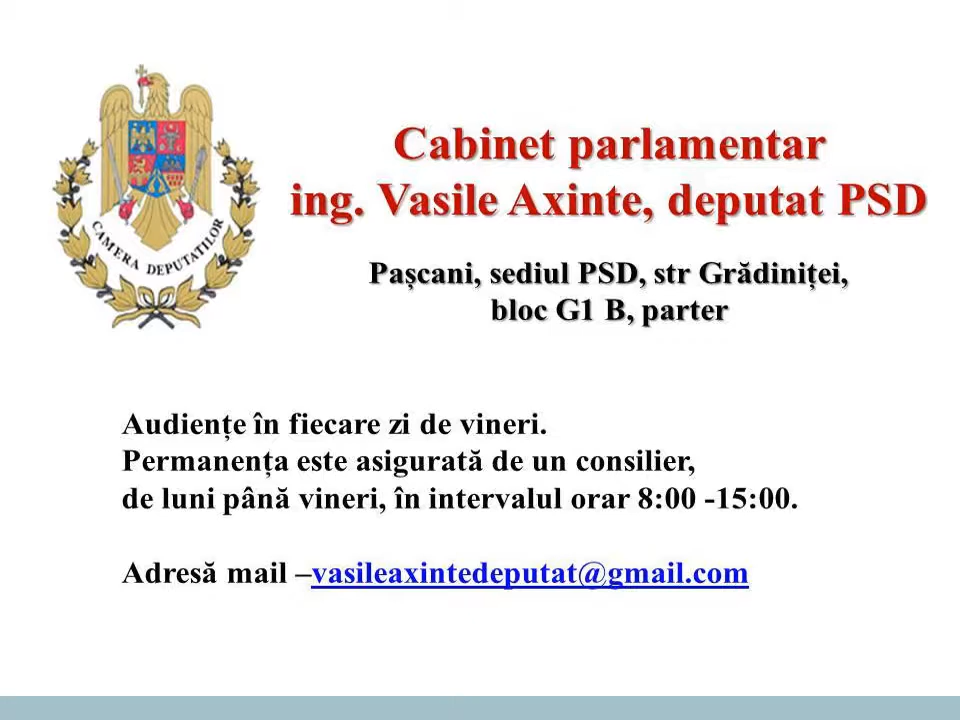 CAMERA DEPUTAȚILOR
Cabinet parlamentar
ing. Vasile Axinte, deputat PSD
Pașcani, sediul PSD, str Grădiniței,
bloc G1 B, parter
Audiențe în fiecare zi de vineri.
Permanența este asigurată de un consilier,
de luni până vineri, în intervalul orar 8:00 -15:00.
Adresă mail –vasileaxintedeputat@gmail.com